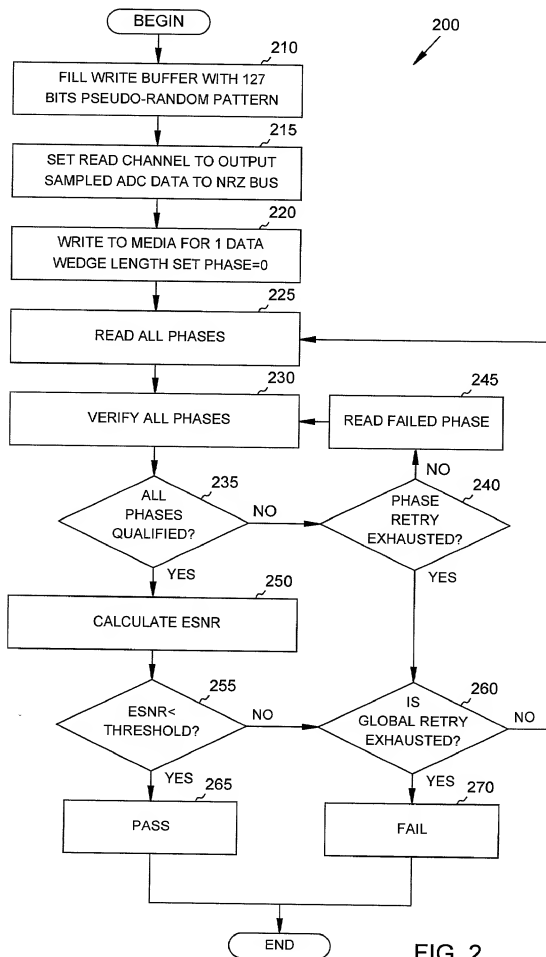 BEGIN
200
210
FILL WRITE BUFFER WITH 127
BITS PSEUDO-RANDOM PATTERN
215
SET READ CHANNEL TO OUTPUT
SAMPLED ADC DATA TO NRZ BUS
220
WRITE TO MEDIA FOR 1 DATA
WEDGE LENGTH SET PHASE=0
225
READ ALL PHASES
230
VERIFY ALL PHASES
245
READ FAILED PHASE
235
ALL
PHASES
QUALIFIED?
NO
YES
240
PHASE
RETRY
EXHAUSTED?
NO
YES
250
CALCULATE ESNR
255
ESNR<
THRESHOLD?
NO
YES
260
IS
GLOBAL RETRY
EXHAUSTED?
NO
YES
265
PASS
270
FAIL
END
FIG. 2